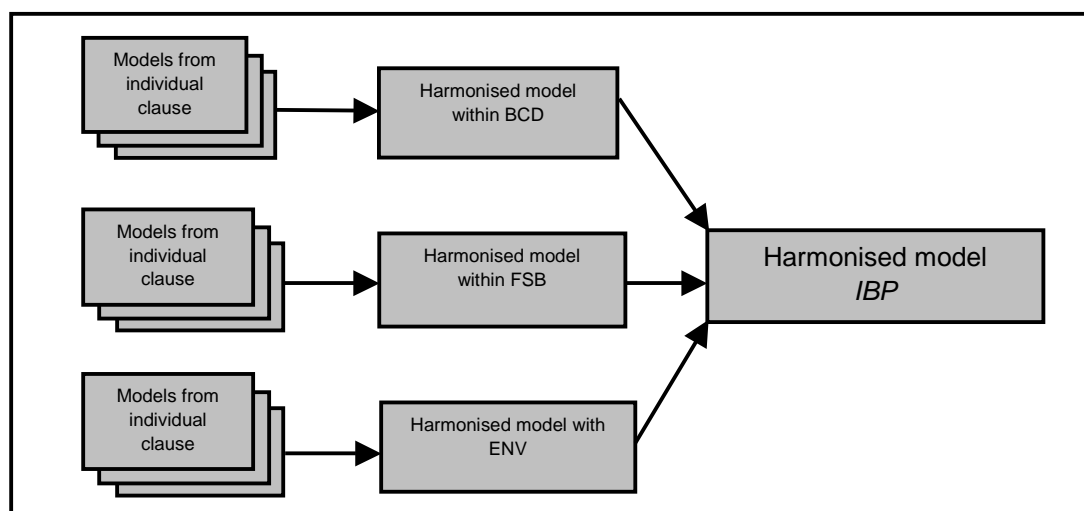 Models from
individual
clause
Harmonised model
within BCD
Models from
individual
clause
Harmonised model
within FSB
Harmonised model
IBP
Models from
individual
clause
Harmonised model with
ENV